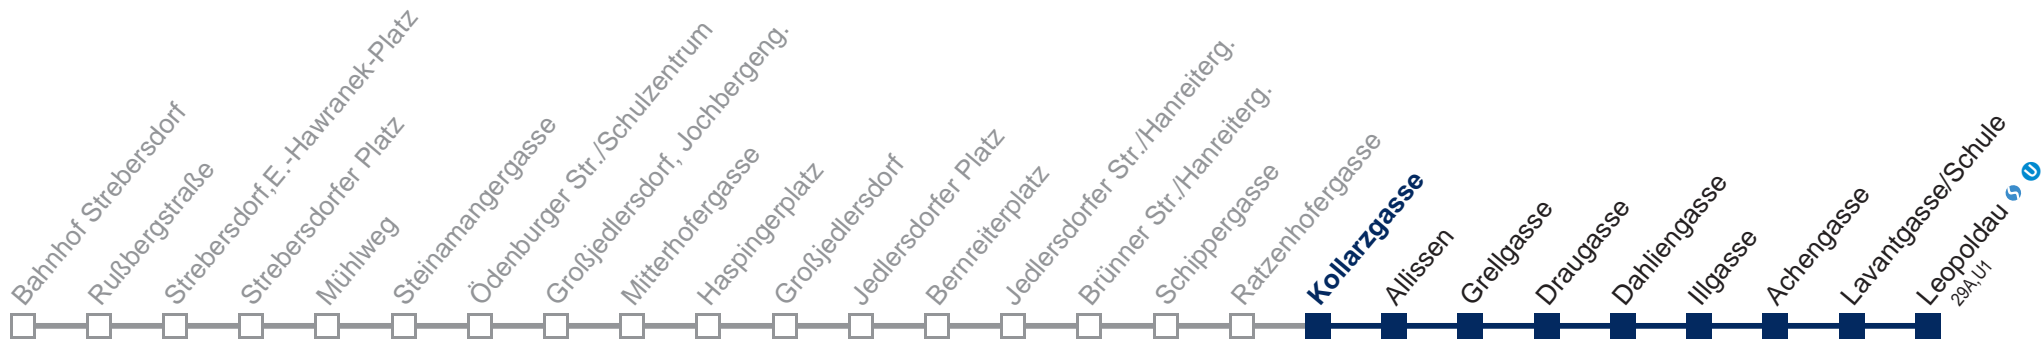 Bahnhof Strebersdorf
Rußbergstraße
Strebersdorf,E.-Hawranek-Platz
Strebersdorfer Platz
Mühlweg
Steinamangergasse
Ödenburger Str./Schulzentrum
Großjedlersdorf, Jochbergeng.
Mitterhofergasse
Haspingerplatz
Großjedlersdorf
Jedlersdorfer Platz
Bernreiterplatz
Jedlersdorfer Str./Hanreiterg.
Brünner Str./Hanreiterg.
Schippergasse
Ratzenhofergasse
Kollarzgasse
Allissen
Grellgasse
Draugasse
Dahliengasse
Illgasse
Achengasse
Lavantgasse/Schule
Leopoldau S U
29A,U1